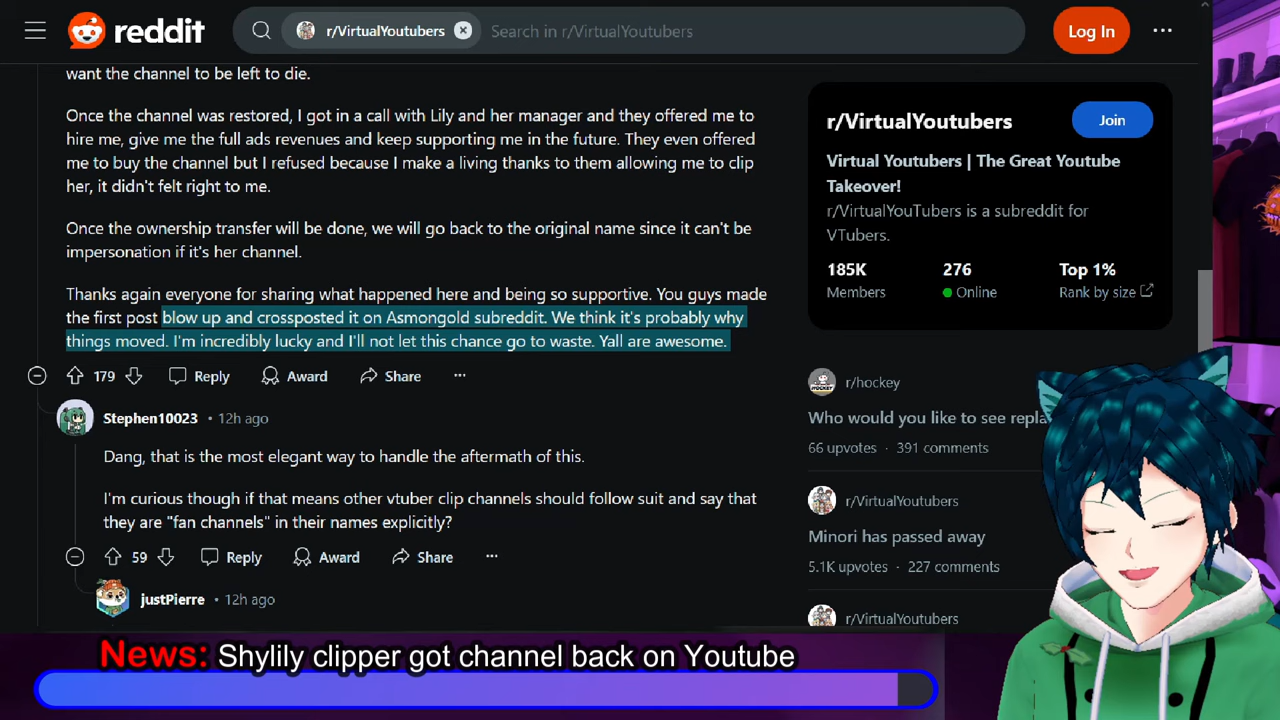 reddit
r/VirtualYoutubers
Search in r/VirtualYoutubers
Log In
want the channel to be left to die.
Once the channel was restored, I got in a call with Lily and her manager and they offered me to
hire me, give me the full ads revenues and keep supporting me in the future. They even offered
me to buy the channel but I refused because I make a living thanks to them allowing me to clip
her, it didn't felt right to me.
Once the ownership transfer will be done, we will go back to the original name since it can't be
impersonation if it's her channel.
Thanks again everyone for sharing what happened here and being so supportive. You guys made
the first post blow up and crossposted it on Asmongold subreddit. We think it's probably why
things moved. I'm incredibly lucky and I'll not let this chance go to waste. Yall are awesome.
179
Reply
Award
Share
Stephen10023 • 12h ago
Dang, that is the most elegant way to handle the aftermath of this.
I'm curious though if that means other vtuber clip channels should follow suit and say that
they are "fan channels" in their names explicitly?
59
Reply
Award
Share
justPierre • 12h ago
r/VirtualYoutubers
Join
Virtual Youtubers | The Great Youtube
Takeover!
r/VirtualYouTubers is a subreddit for
VTubers.
185K
276
Top 1%
Members
Online
Rank by size
r/hockey
Who would you like to see repla
66 upvotes • 391 comments
r/VirtualYoutubers
Minori has passed away
5.1K upvotes • 227 comments
r/VirtualYoutubers
News: Shylily clipper got channel back on Youtube